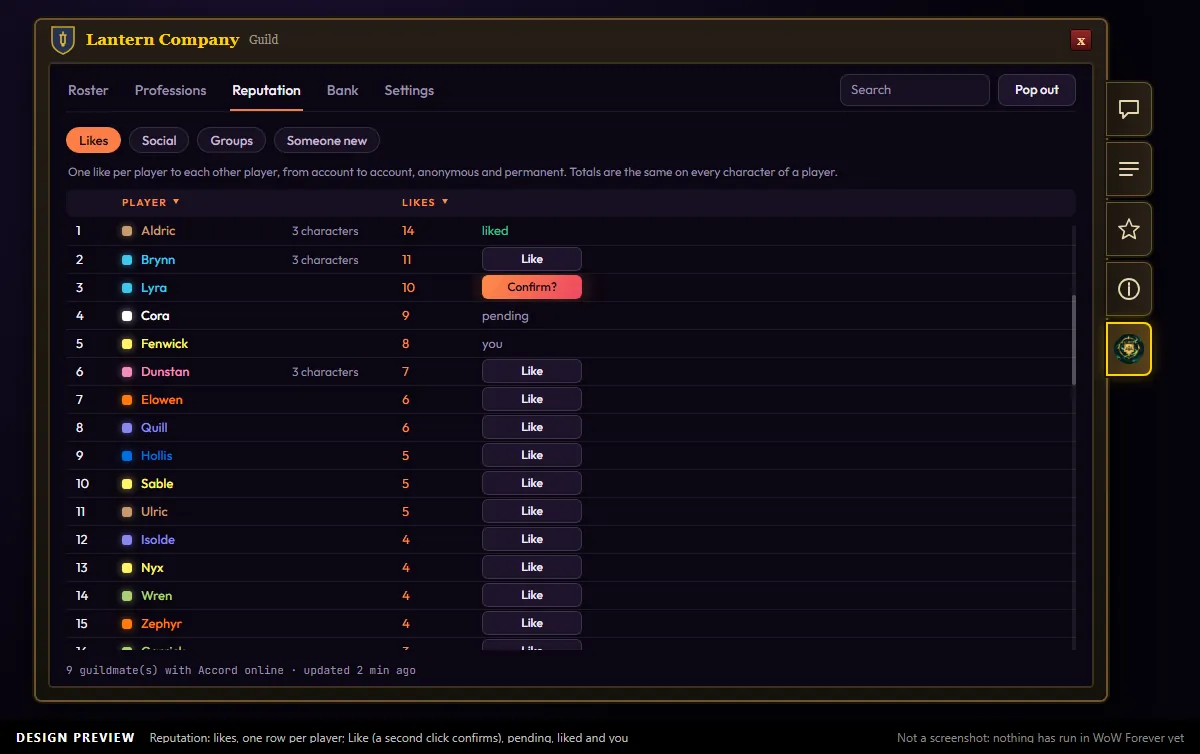 Lantern Company Guild
x
Roster Professions Reputation Bank Settings Search Pop out
Likes Social Groups Someone new
One like per player to each other player, from account to account, anonymous and permanent. Totals are the same on every character of a player.
PLAYER ▼ LIKES ▼
1 Aldric 3 characters 14 liked
2 Brynn 3 characters 11 Like
3 Lyra 10 Confirm?
4 Cora 9 pending
5 Fenwick 8 you
6 Dunstan 3 characters 7 Like
7 Elowen 6 Like
8 Quill 6 Like
9 Hollis 5 Like
10 Sable 5 Like
11 Ulric 5 Like
12 Isolde 4 Like
13 Nyx 4 Like
14 Wren 4 Like
15 Zephyr 4 Like
9 guildmate(s) with Accord online · updated 2 min ago
DESIGN PREVIEW Reputation: likes, one row per player; Like (a second click confirms), pending, liked and you
Not a screenshot: nothing has run in WoW Forever yet